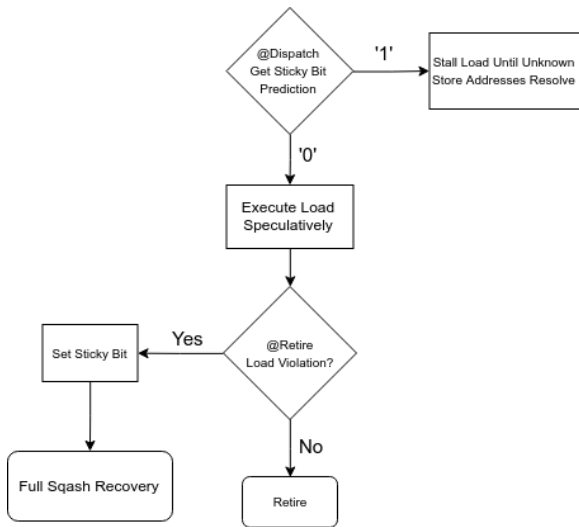 @Dispatch
Get Sticky Bit
Prediction
'1'
Stall Load Until Unknown
Store Addresses Resolve
'0'
Execute Load
Speculatively
@Retire
Load Violation?
Yes
Set Sticky Bit
No
Full Sqash Recovery
Retire